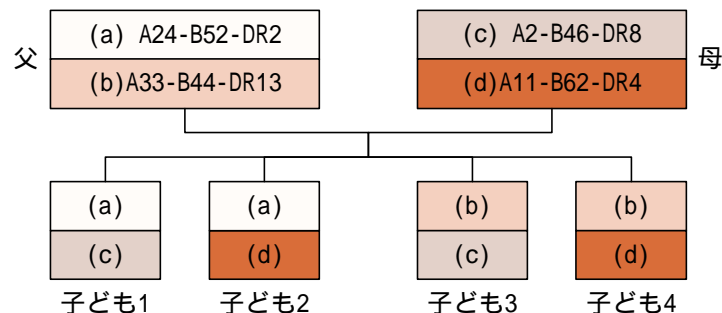 父
(a) A24-B52-DR2
(b)A33-B44-DR13
(c) A2-B46-DR8
(d)A11-B62-DR4
母
(a)
(c)
子ども1
(a)
(d)
子ども2
(b)
(c)
子ども3
(b)
(d)
子ども4